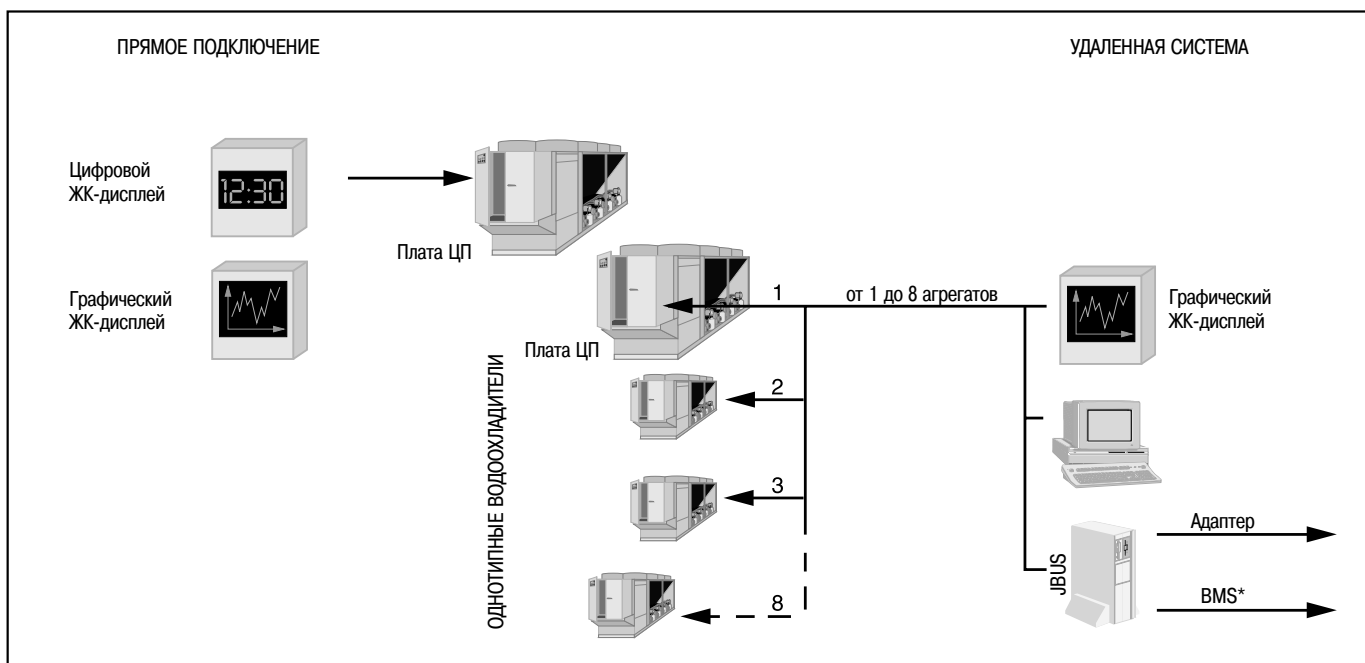 ПРЯМОЕ ПОДКЛЮЧЕНИЕ
УДАЛЕННАЯ СИСТЕМА
Цифровой
ЖК-дисплей
12:30
Плата ЦП
Графический
ЖК-дисплей
1
от 1 до 8 агрегатов
Графический
ЖК-дисплей
Плата ЦП
ОДНОТИПНЫЕ ВОДООХЛАДИТЕЛИ
2
3
8
JBUS
Адаптер
BMS*